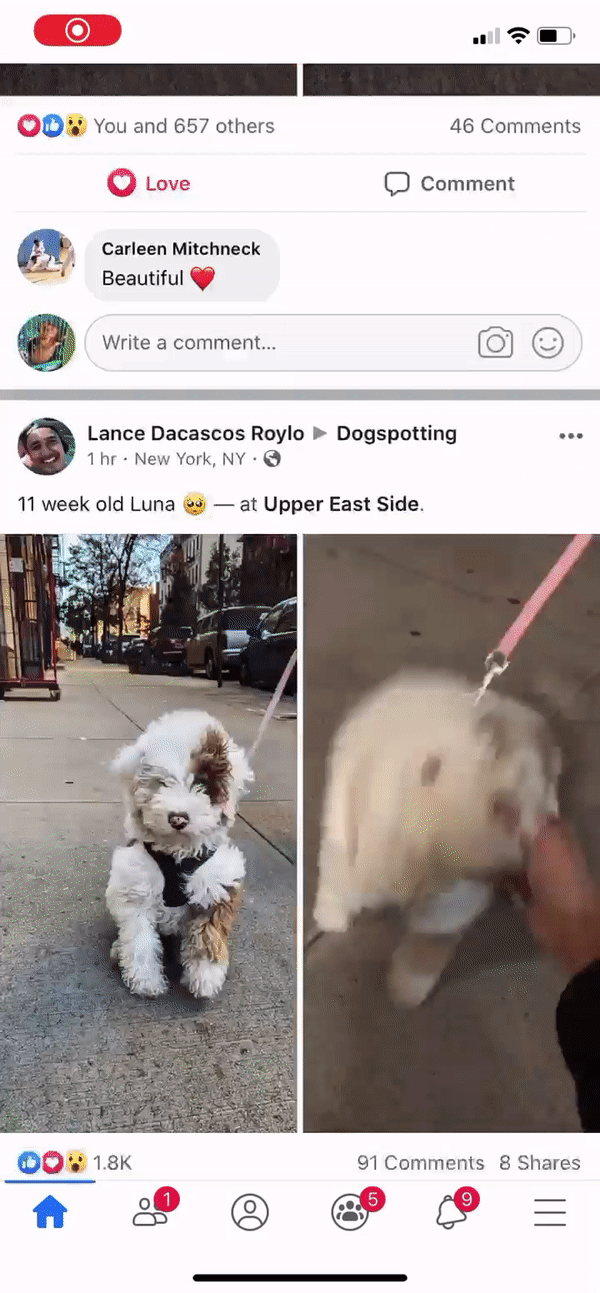 You and 657 others 46 Comments
Love Comment
Carleen Mitchneck
Beautiful ❤️
Write a comment...
Lance Dacascos Roylo ▶ Dogspotting
1 hr · New York, NY ·
11 week old Luna 🥺 — at Upper East Side.
1.8K 91 Comments 8 Shares
1 5 9